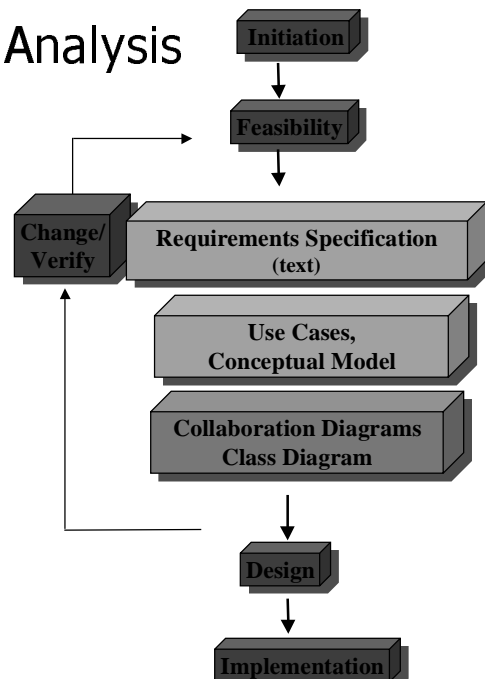 Analysis
Initiation
Feasibility
Change/
Verify
Requirements Specification
(text)
Use Cases,
Conceptual Model
Collaboration Diagrams
Class Diagram
Design
Implementation